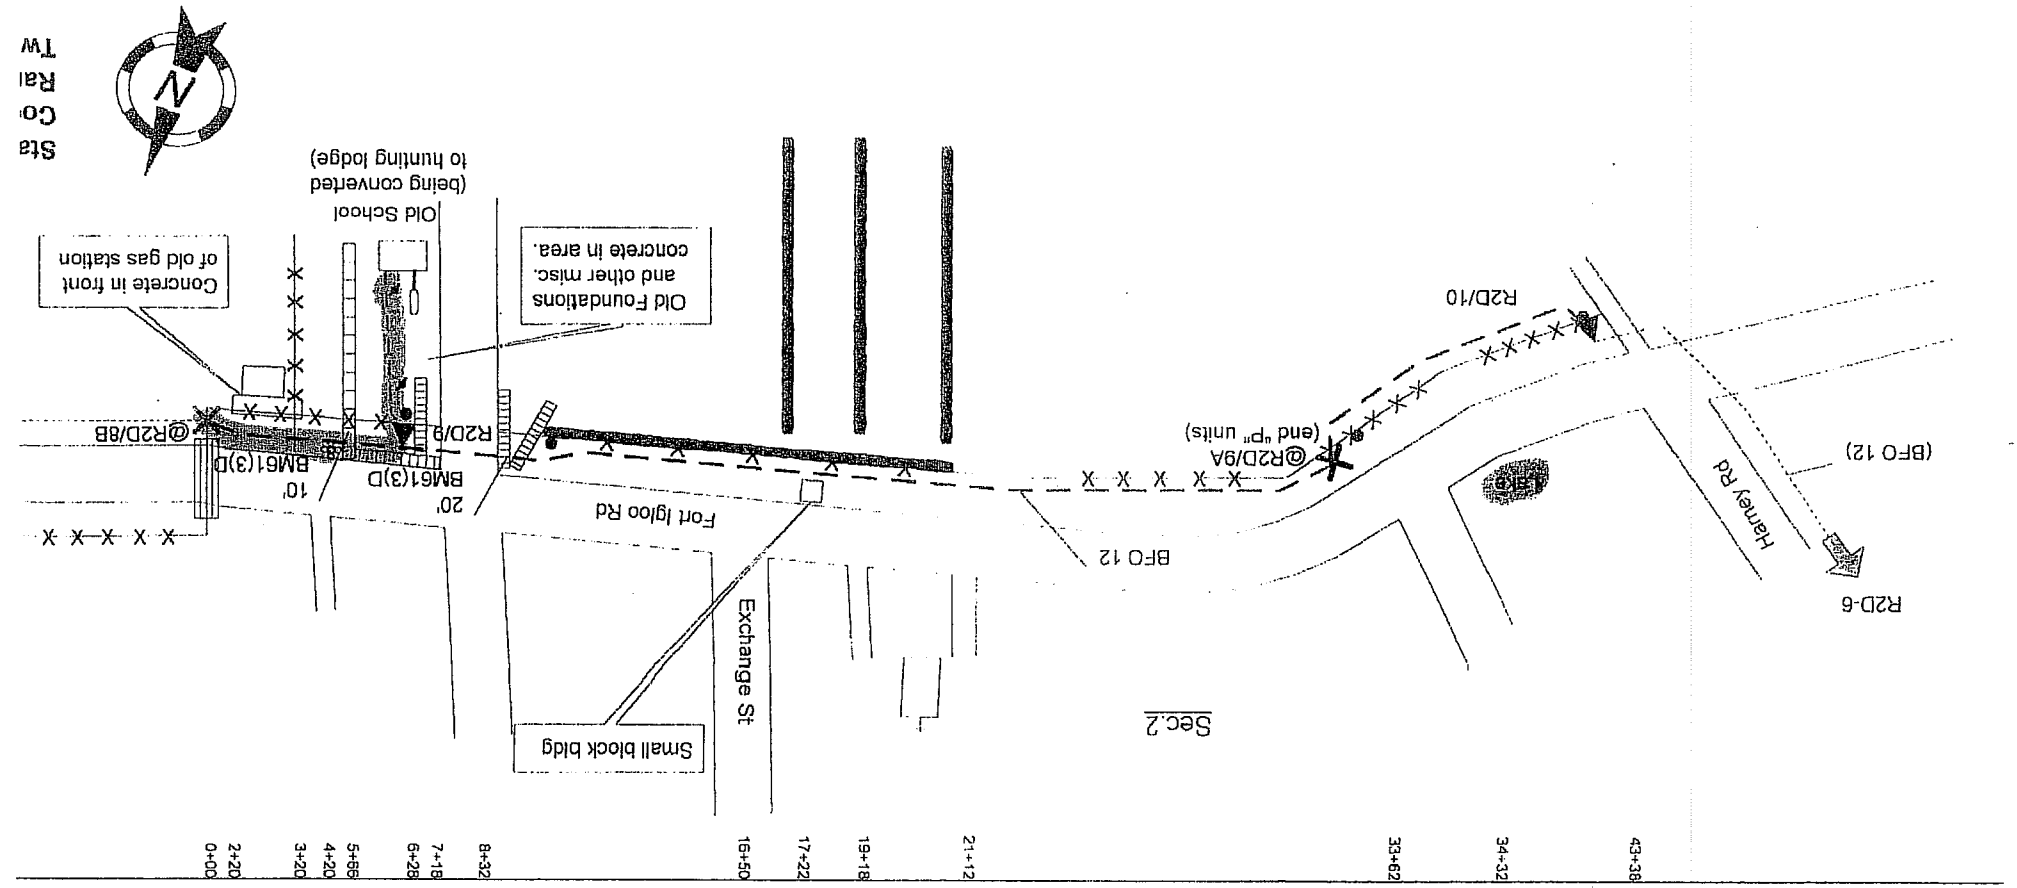 Tw
Rai
Co
Sta
N
Old School
(being converted
to hunting lodge)
Concrete in front
of old gas station
Old Foundations
and other misc.
concrete in area.
@R2D/8B
BM61(3)D
10'
R2D/9
BM61(3)D
20'
Fort Igloo Rd
Exchange St
Small block bldg
BFO 12
Sec.2
@R2D/9A
(end "P" units)
R2D/10
Lake
Harney Rd
(BFO 12)
R2D-6
0+00
2+20
3+20
4+20
5+66
6+28
7+18
8+32
16+50
17+22
19+18
21+12
33+62
34+32
43+38